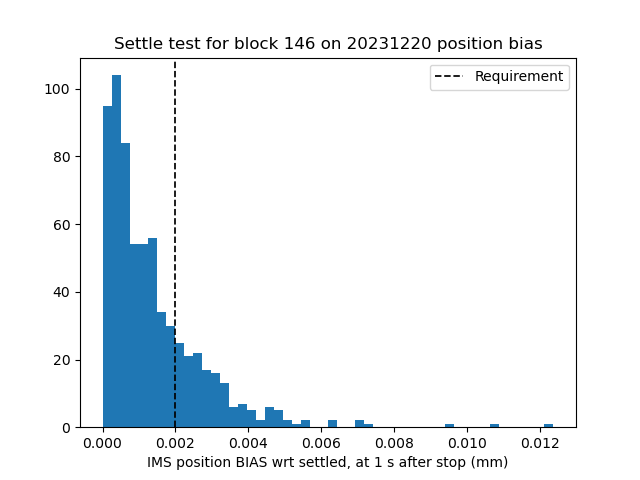 Settle test for block 146 on 20231220 position bias
Requirement
100
80
60
40
20
0
0.000 0.002 0.004 0.006 0.008 0.010 0.012
IMS position BIAS wrt settled, at 1 s after stop (mm)